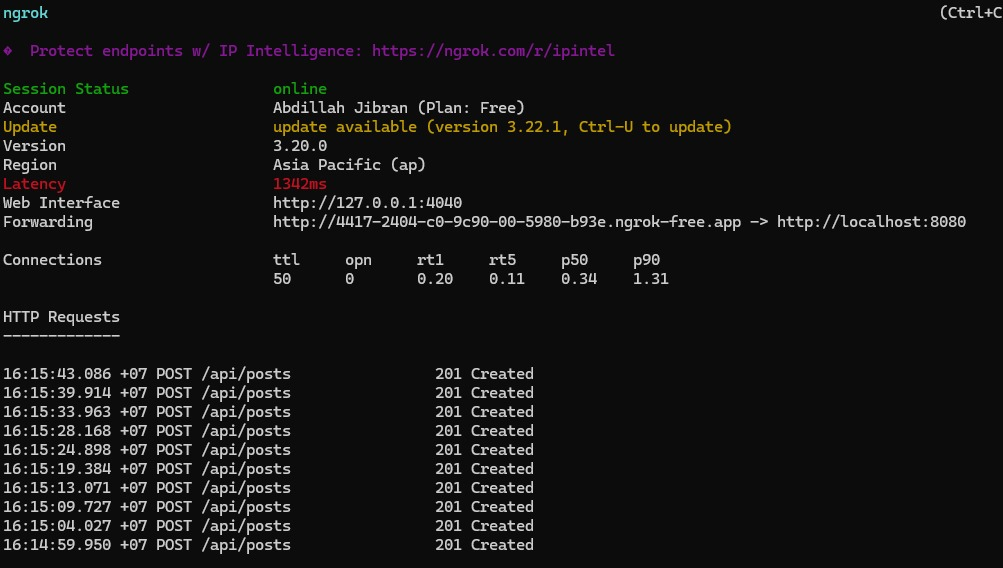 ngrok (Ctrl+C
� Protect endpoints w/ IP Intelligence: https://ngrok.com/r/ipintel
Session Status online
Account Abdillah Jibran (Plan: Free)
Update update available (version 3.22.1, Ctrl-U to update)
Version 3.20.0
Region Asia Pacific (ap)
Latency 1342ms
Web Interface http://127.0.0.1:4040
Forwarding http://4417-2404-c0-9c90-00-5980-b93e.ngrok-free.app -> http://localhost:8080
Connections ttl opn rt1 rt5 p50 p90
50 0 0.20 0.11 0.34 1.31
HTTP Requests
-------------
16:15:43.086 +07 POST /api/posts 201 Created
16:15:39.914 +07 POST /api/posts 201 Created
16:15:33.963 +07 POST /api/posts 201 Created
16:15:28.168 +07 POST /api/posts 201 Created
16:15:24.898 +07 POST /api/posts 201 Created
16:15:19.384 +07 POST /api/posts 201 Created
16:15:13.071 +07 POST /api/posts 201 Created
16:15:09.727 +07 POST /api/posts 201 Created
16:15:04.027 +07 POST /api/posts 201 Created
16:14:59.950 +07 POST /api/posts 201 Created